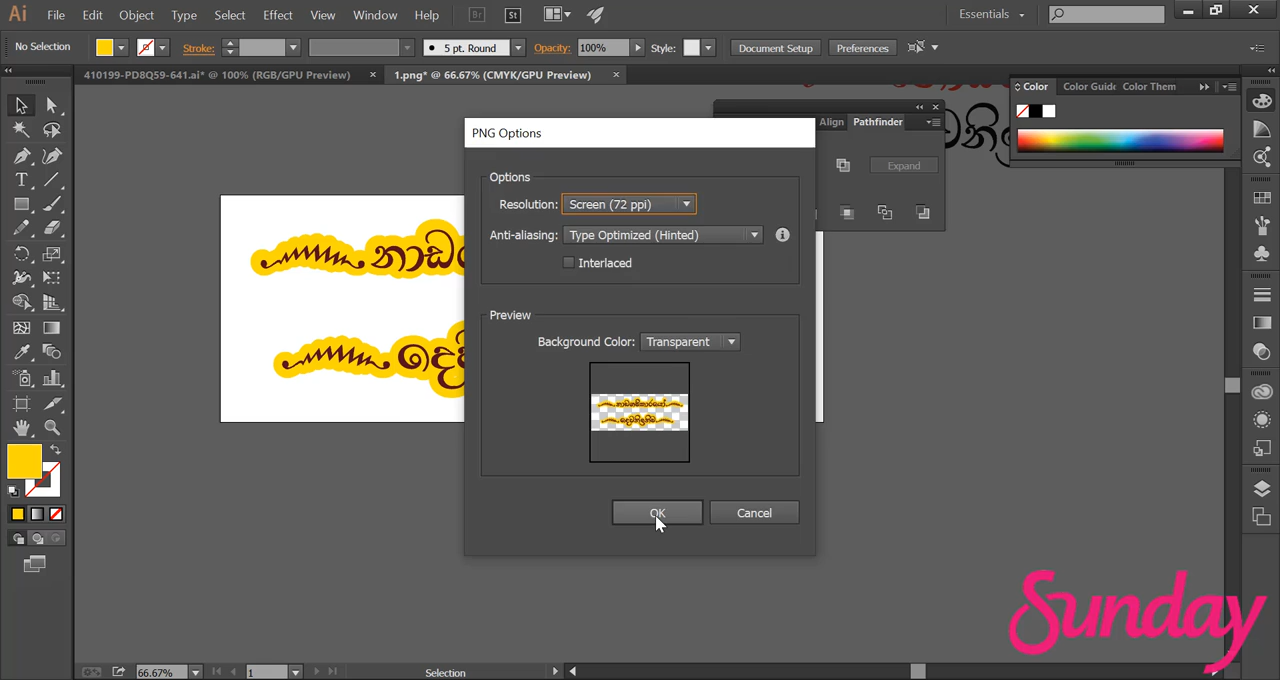 Ai File Edit Object Type Select Effect View Window Help Br St Essentials
No Selection Stroke: 5 pt. Round Opacity: 100% Style: Document Setup Preferences
410199-PD8Q59-641.ai* @ 100% (RGB/GPU Preview) × 1.png* @ 66.67% (CMYK/GPU Preview) ×
Color Color Guide Color Them
Align Pathfinder
Expand
PNG Options
Options
Resolution: Screen (72 ppi)
Anti-aliasing: Type Optimized (Hinted)
Interlaced
Preview
Background Color: Transparent
OK Cancel
නාඩ
66.67% 1 Selection
Sunday